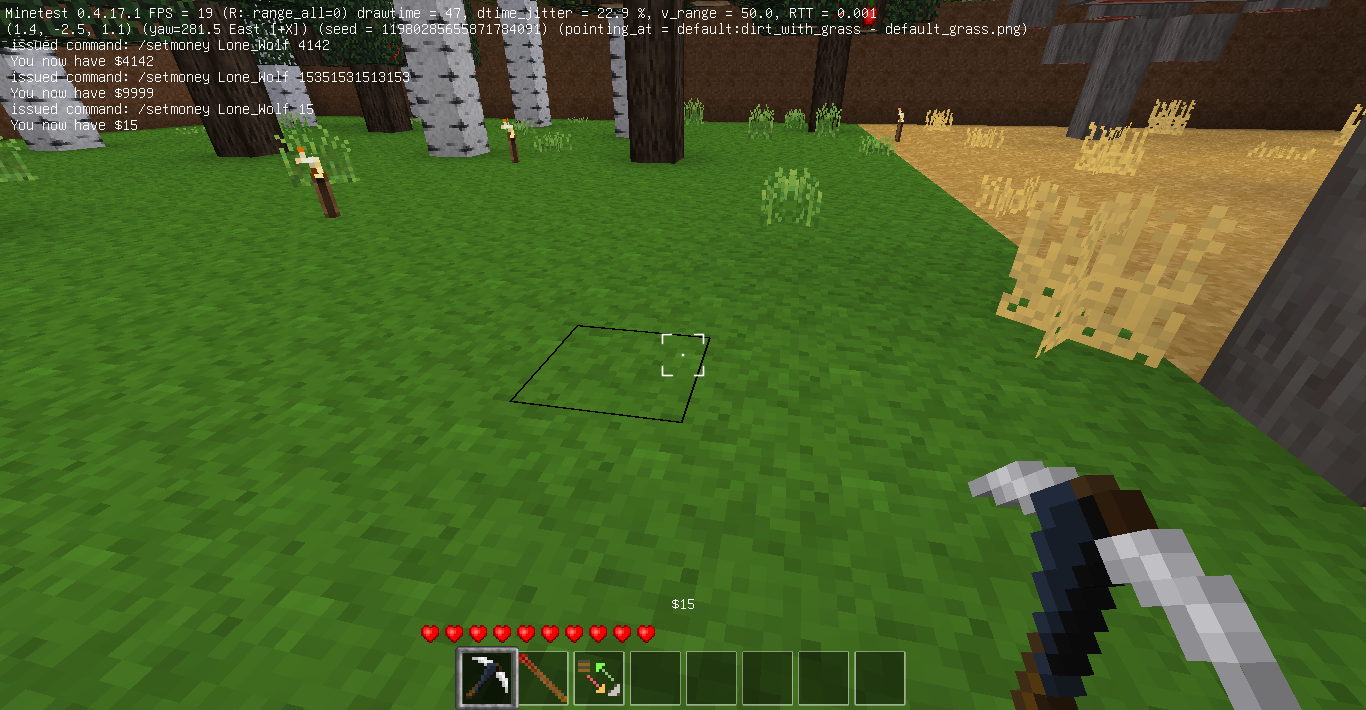 Minetest 0.4.17.1 FPS = 19 (R: range_all=0) drawtime = 47, dtime_jitter = 22.9 %, v_range = 50.0, RTT = 0.001
(1.4, -2.5, 1.1) (yaw=281.5 East [+X]) (seed = 11980285655871784091) (pointing_at = default:dirt_with_grass - default_grass.png)
issued command: /setmoney Lone_Wolf 4142
You now have $4142
issued command: /setmoney Lone_Wolf 15351531513153
You now have $9999
issued command: /setmoney Lone_Wolf 15
You now have $15
$15